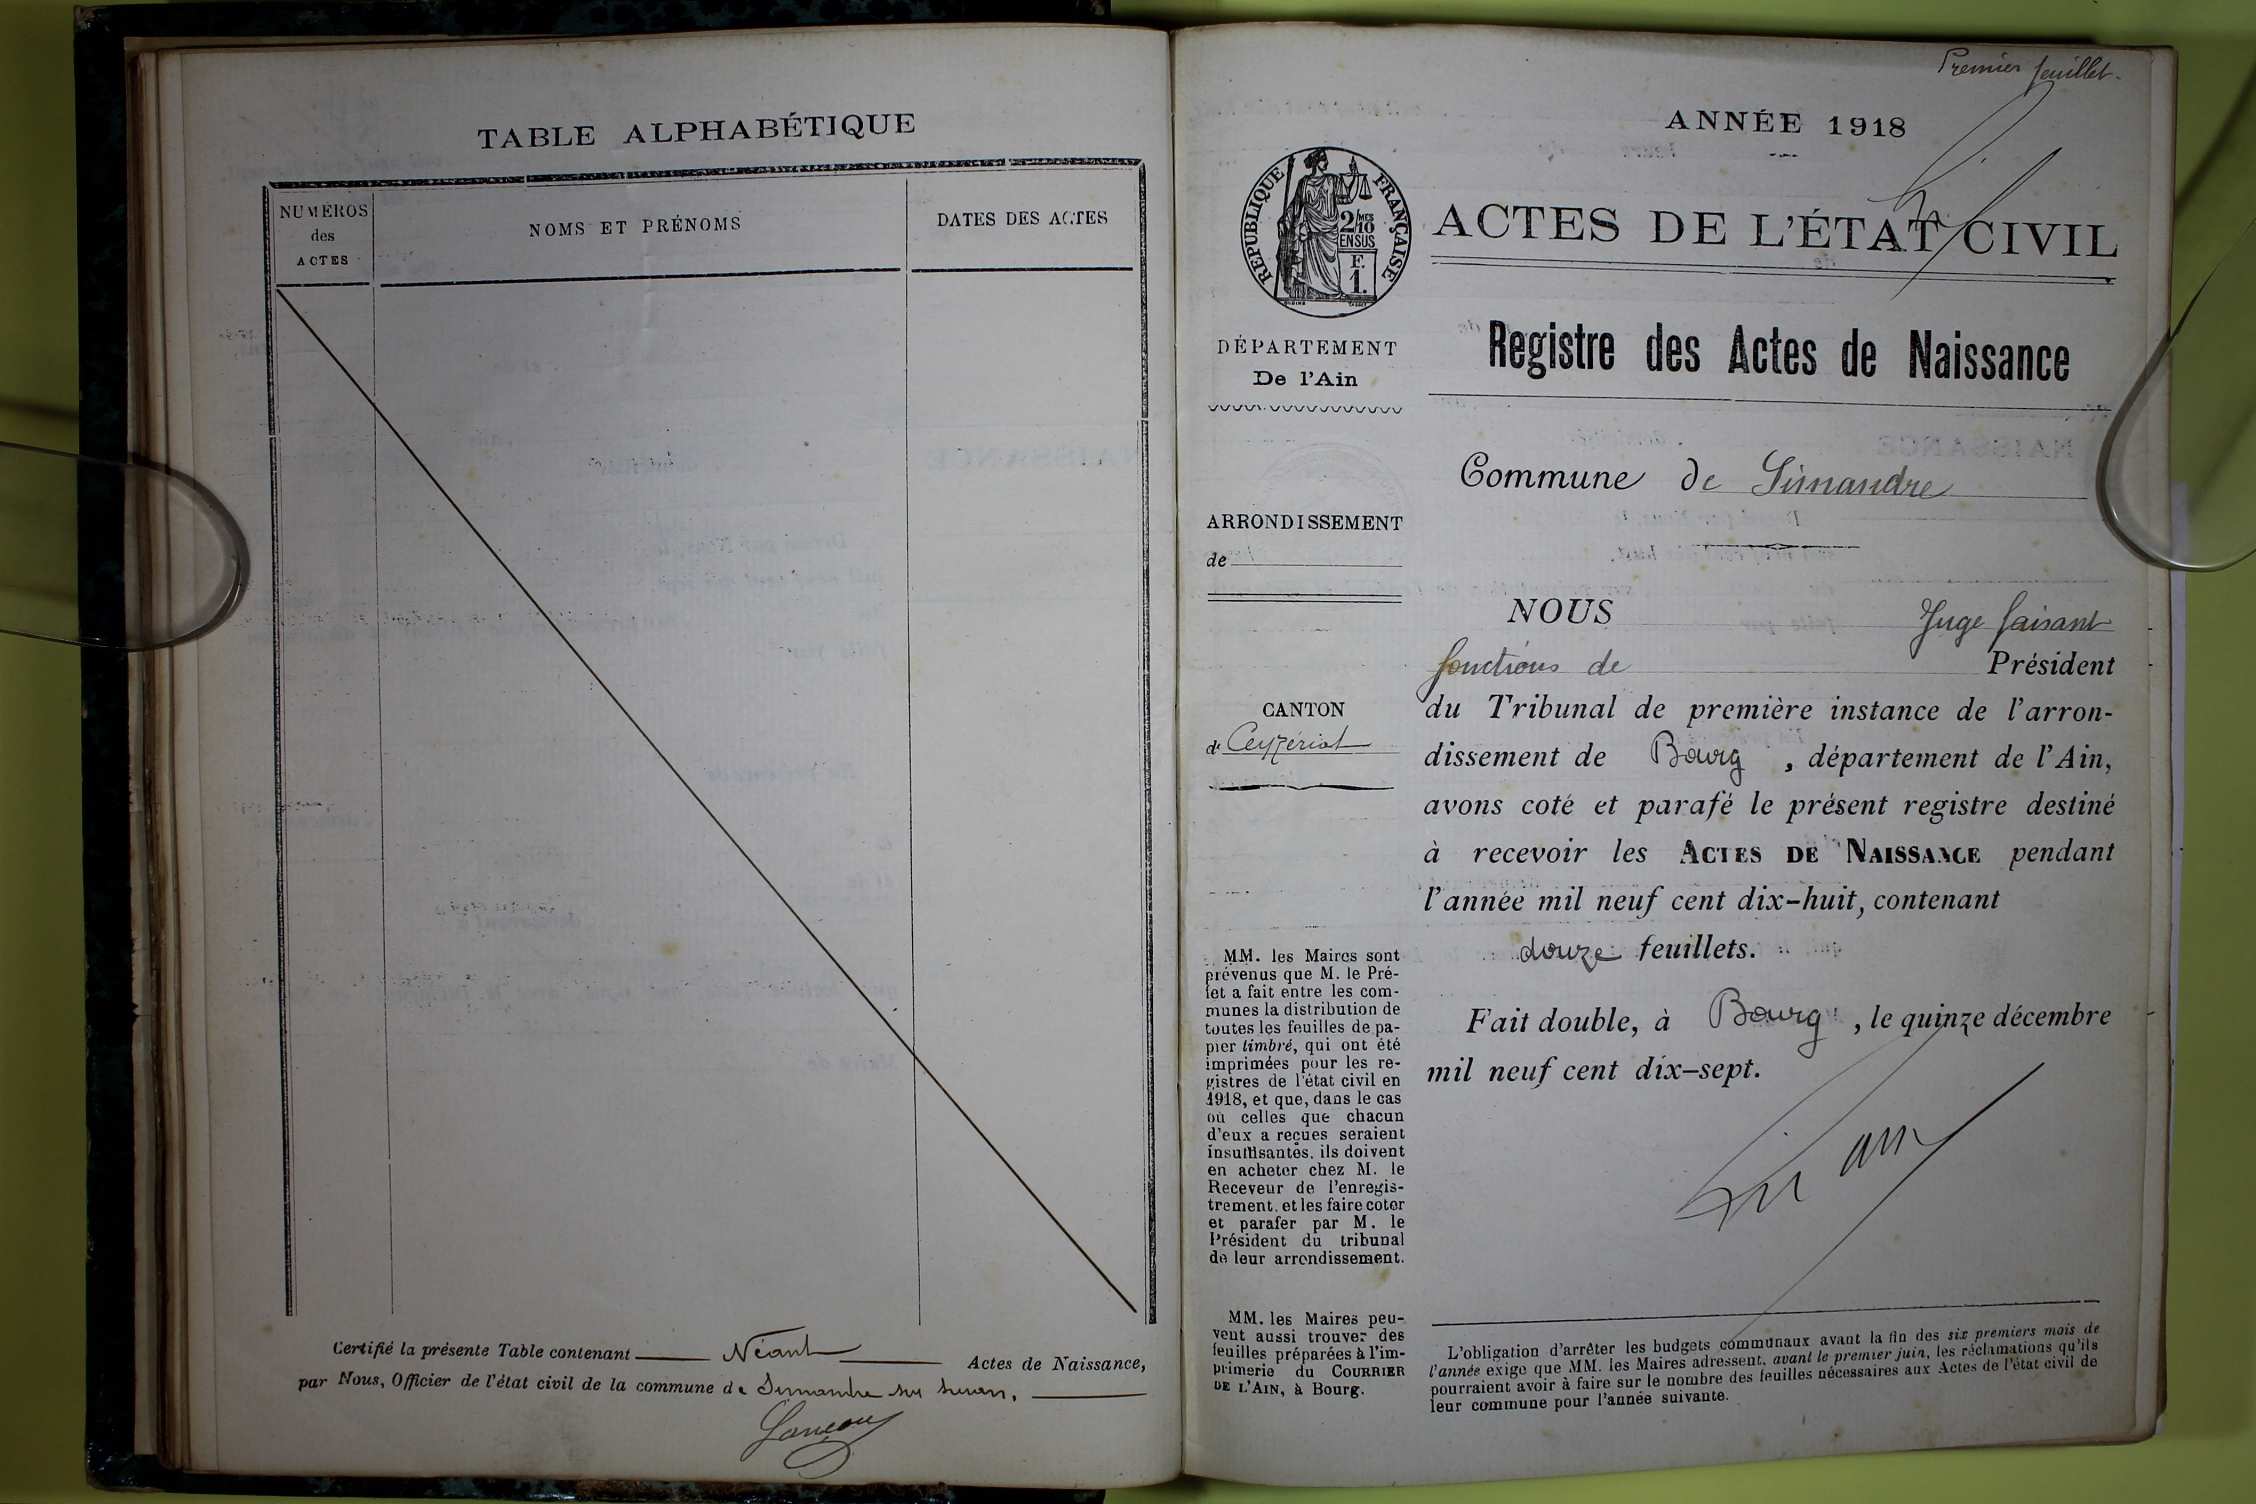 TABLE ALPHABÉTIQUE
NUMÉROS
des
ACTES
NOMS ET PRÉNOMS
DATES DES ACTES
Certifié la présente Table contenant Néant Actes de Naissance,
par Nous, Officier de l'état civil de la commune de Simandre sur Suran,
Premier feuillet.
ANNÉE 1918
RÉPUBLIQUE FRANÇAISE
2/10 MES
EN SUS
F.
1.
ACTES DE L'ÉTAT CIVIL
DÉPARTEMENT
De l'Ain
Registre des Actes de Naissance
Commune de Simandre
ARRONDISSEMENT
de
CANTON
d' Ceyzériat
NOUS Juge faisant
fonctions de Président
du Tribunal de première instance de l'arron-
dissement de Bourg, département de l'Ain,
avons coté et parafé le présent registre destiné
à recevoir les ACTES DE NAISSANCE pendant
l'année mil neuf cent dix-huit, contenant
douze feuillets.
Fait double, à Bourg, le quinze décembre
mil neuf cent dix-sept.
MM. les Maires sont
prévenus que M. le Pré-
fet a fait entre les com-
munes la distribution de
toutes les feuilles de pa-
pier timbré, qui ont été
imprimées pour les re-
gistres de l'état civil en
1918, et que, dans le cas
où celles que chacun
d'eux a reçues seraient
insuffisantes, ils doivent
en acheter chez M. le
Receveur de l'enregis-
trement, et les faire coter
et parafer par M. le
Président du tribunal
de leur arrondissement.
MM. les Maires peu-
vent aussi trouver des
feuilles préparées à l'im-
primerie du COURRIER
DE L'AIN, à Bourg.
L'obligation d'arrêter les budgets communaux avant la fin des six premiers mois de
l'année exige que MM. les Maires adressent, avant le premier juin, les réclamations qu'ils
pourraient avoir à faire sur le nombre des feuilles nécessaires aux Actes de l'état civil de
leur commune pour l'année suivante.